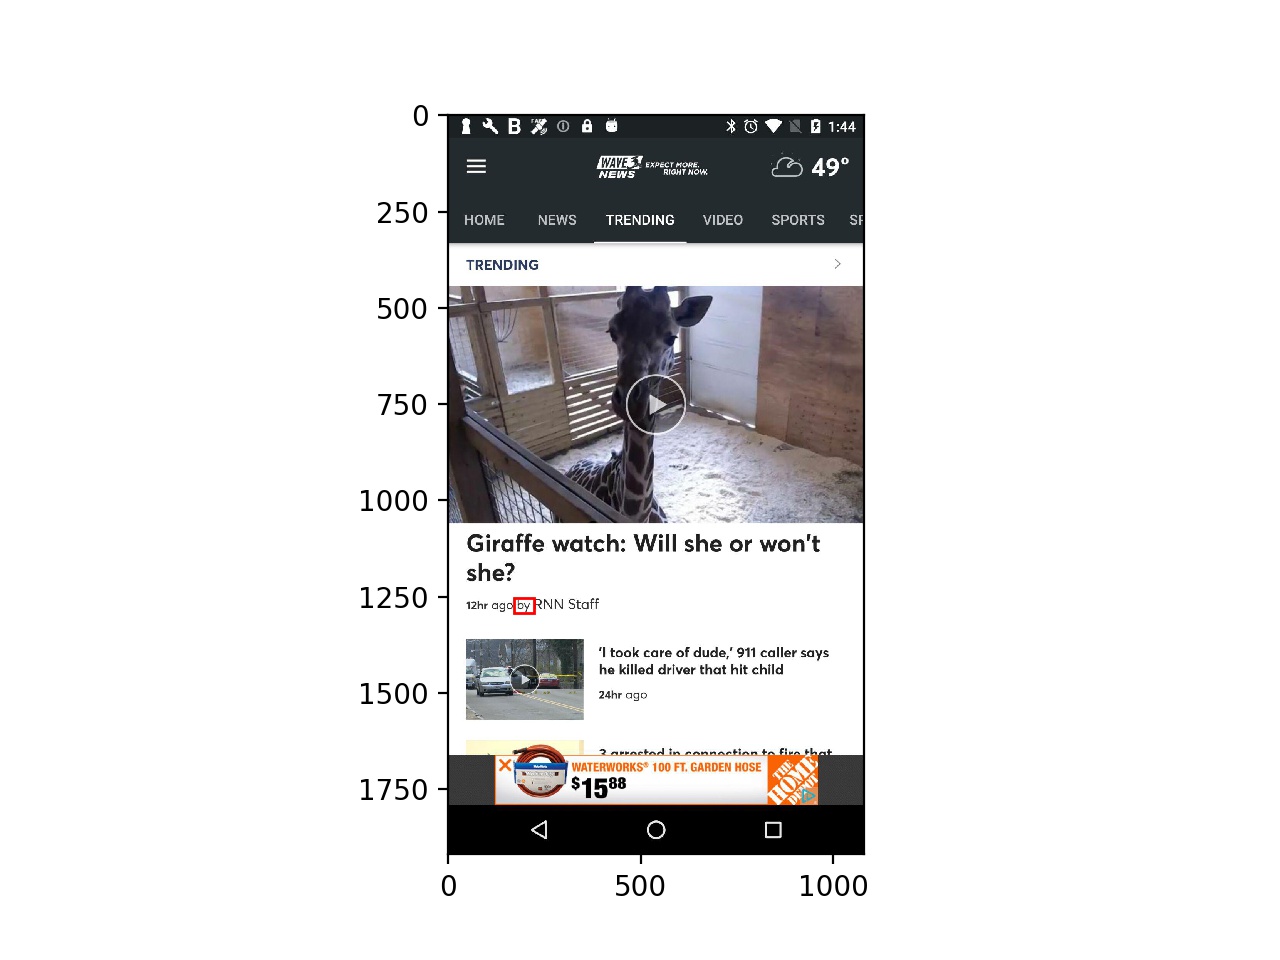 0
250
500
750
1000
1250
1500
1750
0
500
1000
B
1:44
WAVE 3
NEWS
EXPECT MORE.
RIGHT NOW.
49°
HOME NEWS TRENDING VIDEO SPORTS SF
TRENDING
Giraffe watch: Will she or won't
she?
12hr ago by RNN Staff
'I took care of dude,' 911 caller says
he killed driver that hit child
24hr ago
3 arrested in connection to fire that
WATERWORKS® 100 FT. GARDEN HOSE
$1588
THE
HOME
DEPOT